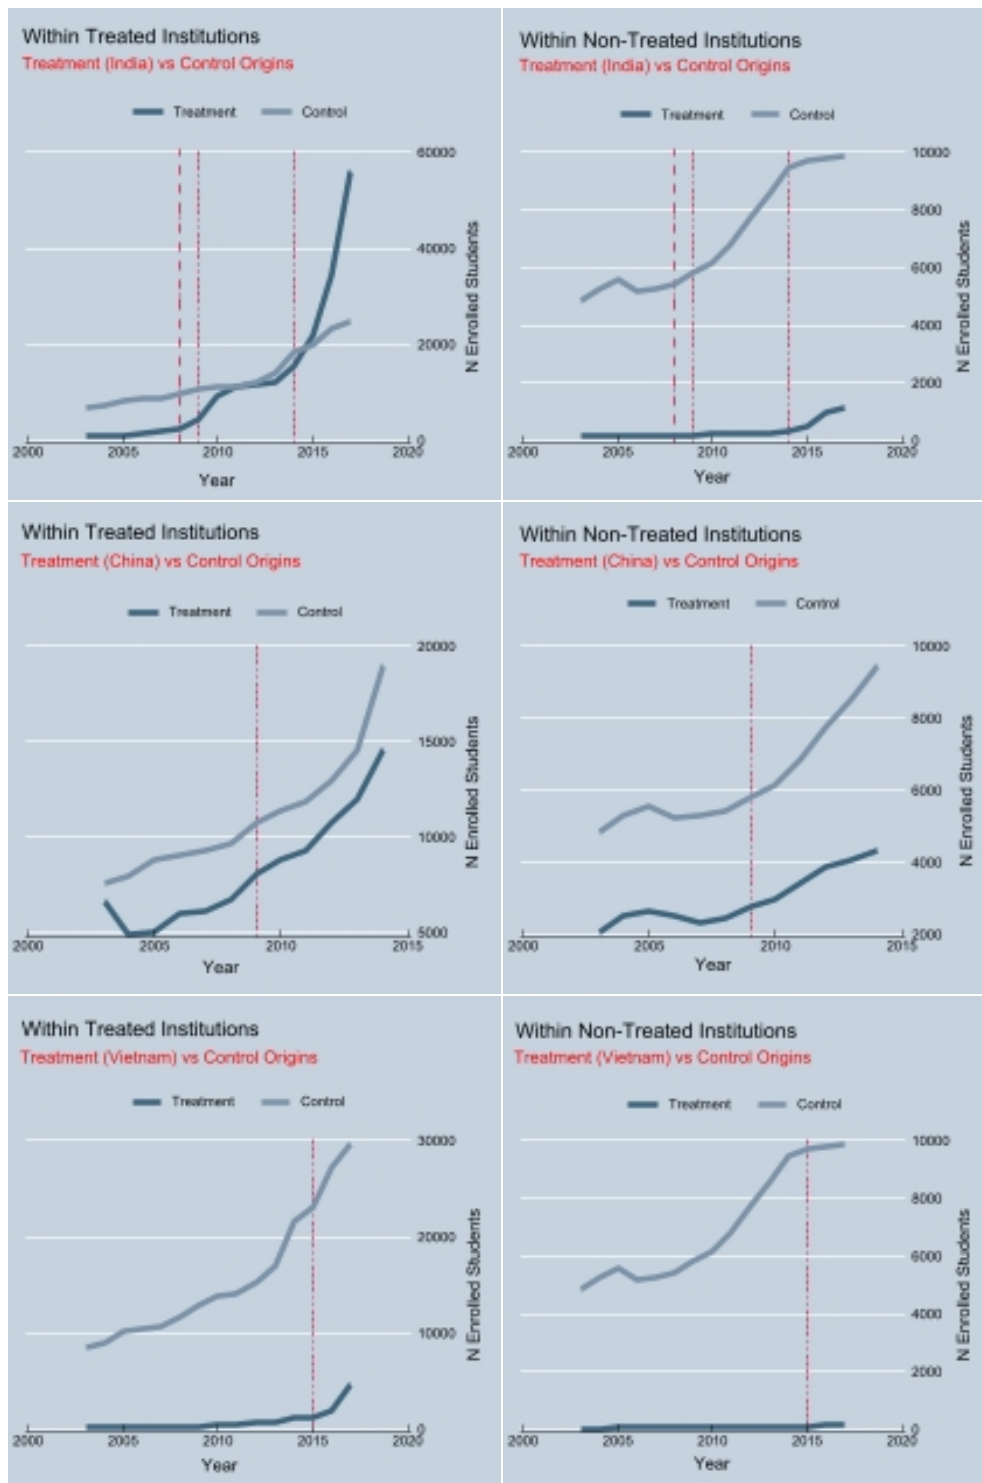 Within Treated Institutions
Treatment (India) vs Control Origins
Treatment Control
60000
40000
20000
0
N Enrolled Students
2000 2005 2010 2015 2020
Year
Within Non-Treated Institutions
Treatment (India) vs Control Origins
Treatment Control
10000
8000
6000
4000
2000
0
N Enrolled Students
2000 2005 2010 2015 2020
Year
Within Treated Institutions
Treatment (China) vs Control Origins
Treatment Control
20000
15000
10000
5000
N Enrolled Students
2000 2005 2010 2015
Year
Within Non-Treated Institutions
Treatment (China) vs Control Origins
Treatment Control
10000
8000
6000
4000
2000
N Enrolled Students
2000 2005 2010 2015
Year
Within Treated Institutions
Treatment (Vietnam) vs Control Origins
Treatment Control
30000
20000
10000
0
N Enrolled Students
2000 2005 2010 2015 2020
Year
Within Non-Treated Institutions
Treatment (Vietnam) vs Control Origins
Treatment Control
10000
8000
6000
4000
2000
0
N Enrolled Students
2000 2005 2010 2015 2020
Year